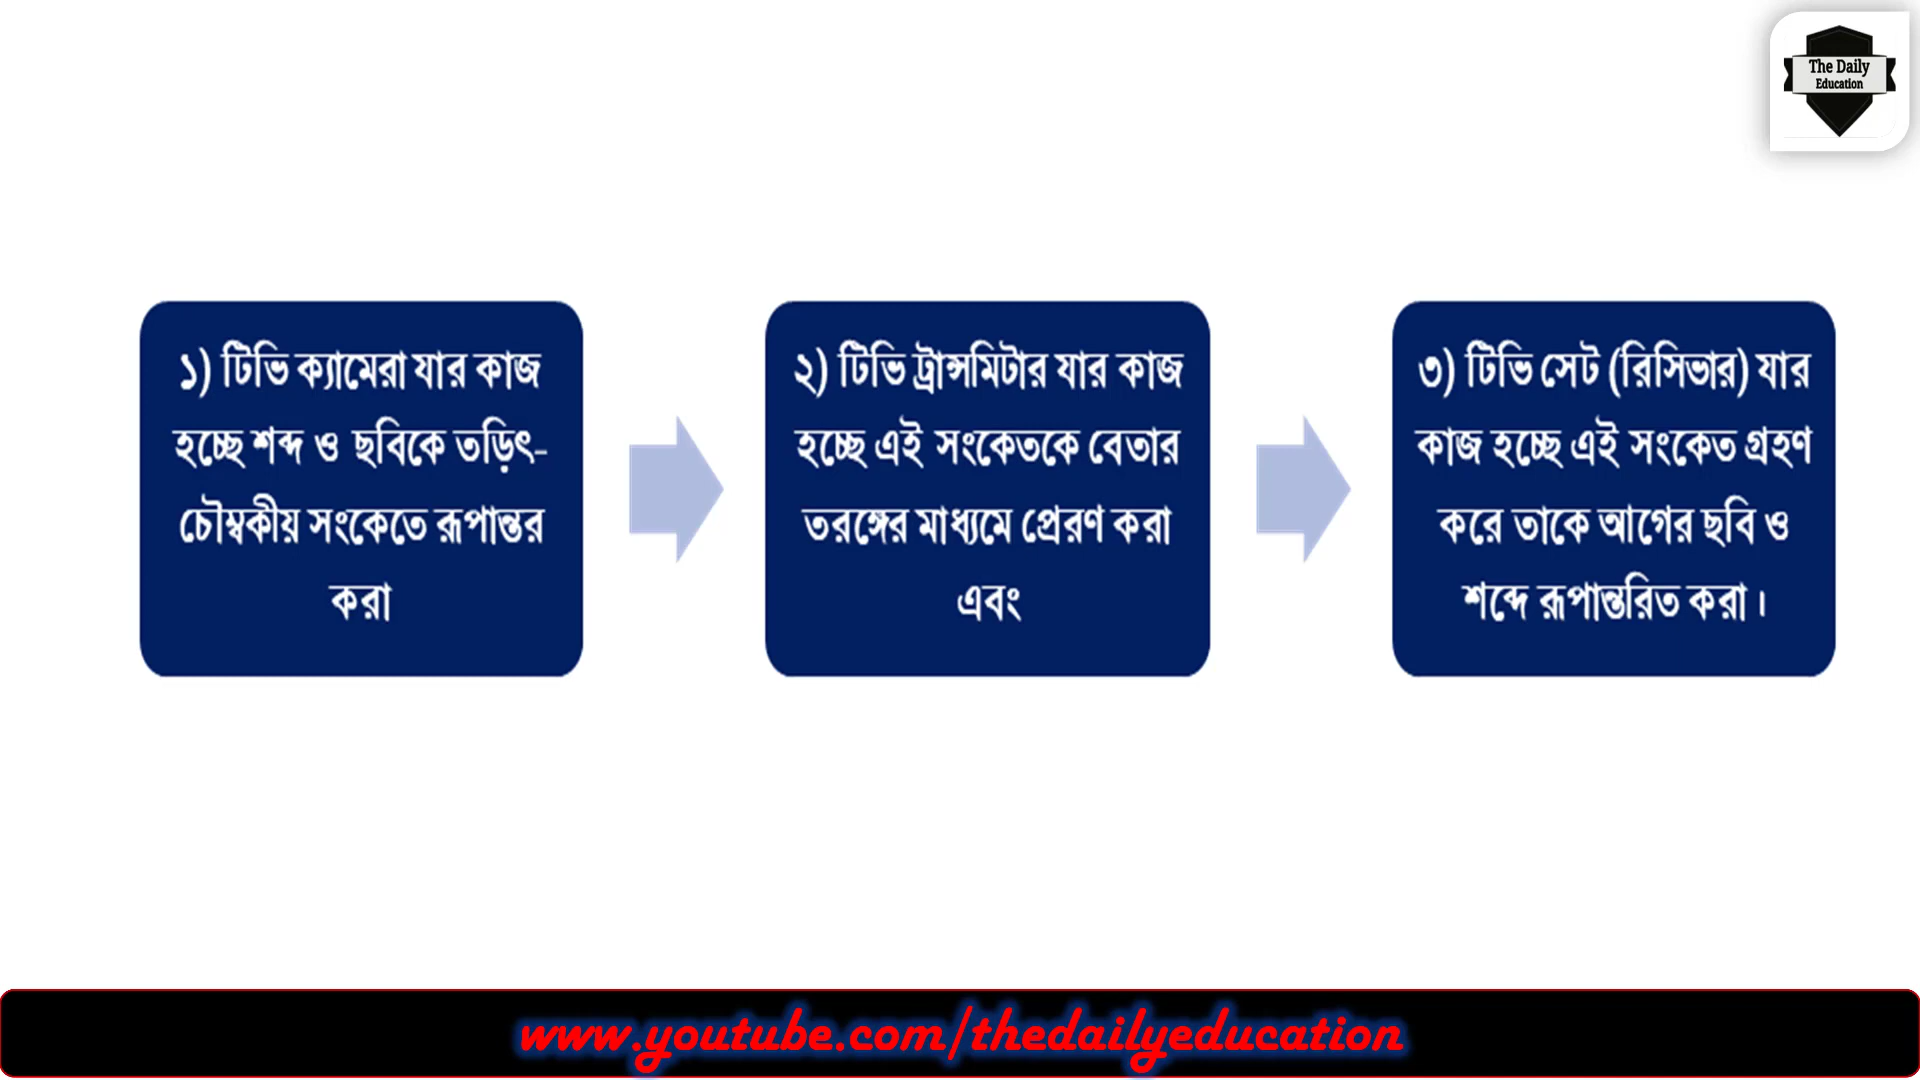 The Daily
Education
১) টিভি ক্যামেরা যার কাজ
হচ্ছে শব্দ ও ছবিকে তড়িৎ-
চৌম্বকীয় সংকেতে রূপান্তর
করা
২) টিভি ট্রান্সমিটার যার কাজ
হচ্ছে এই সংকেতকে বেতার
তরঙ্গের মাধ্যমে প্রেরণ করা
এবং
৩) টিভি সেট (রিসিভার) যার
কাজ হচ্ছে এই সংকেত গ্রহণ
করে তাকে আগের ছবি ও
শব্দে রূপান্তরিত করা।
www.youtube.com/thedailyeducation